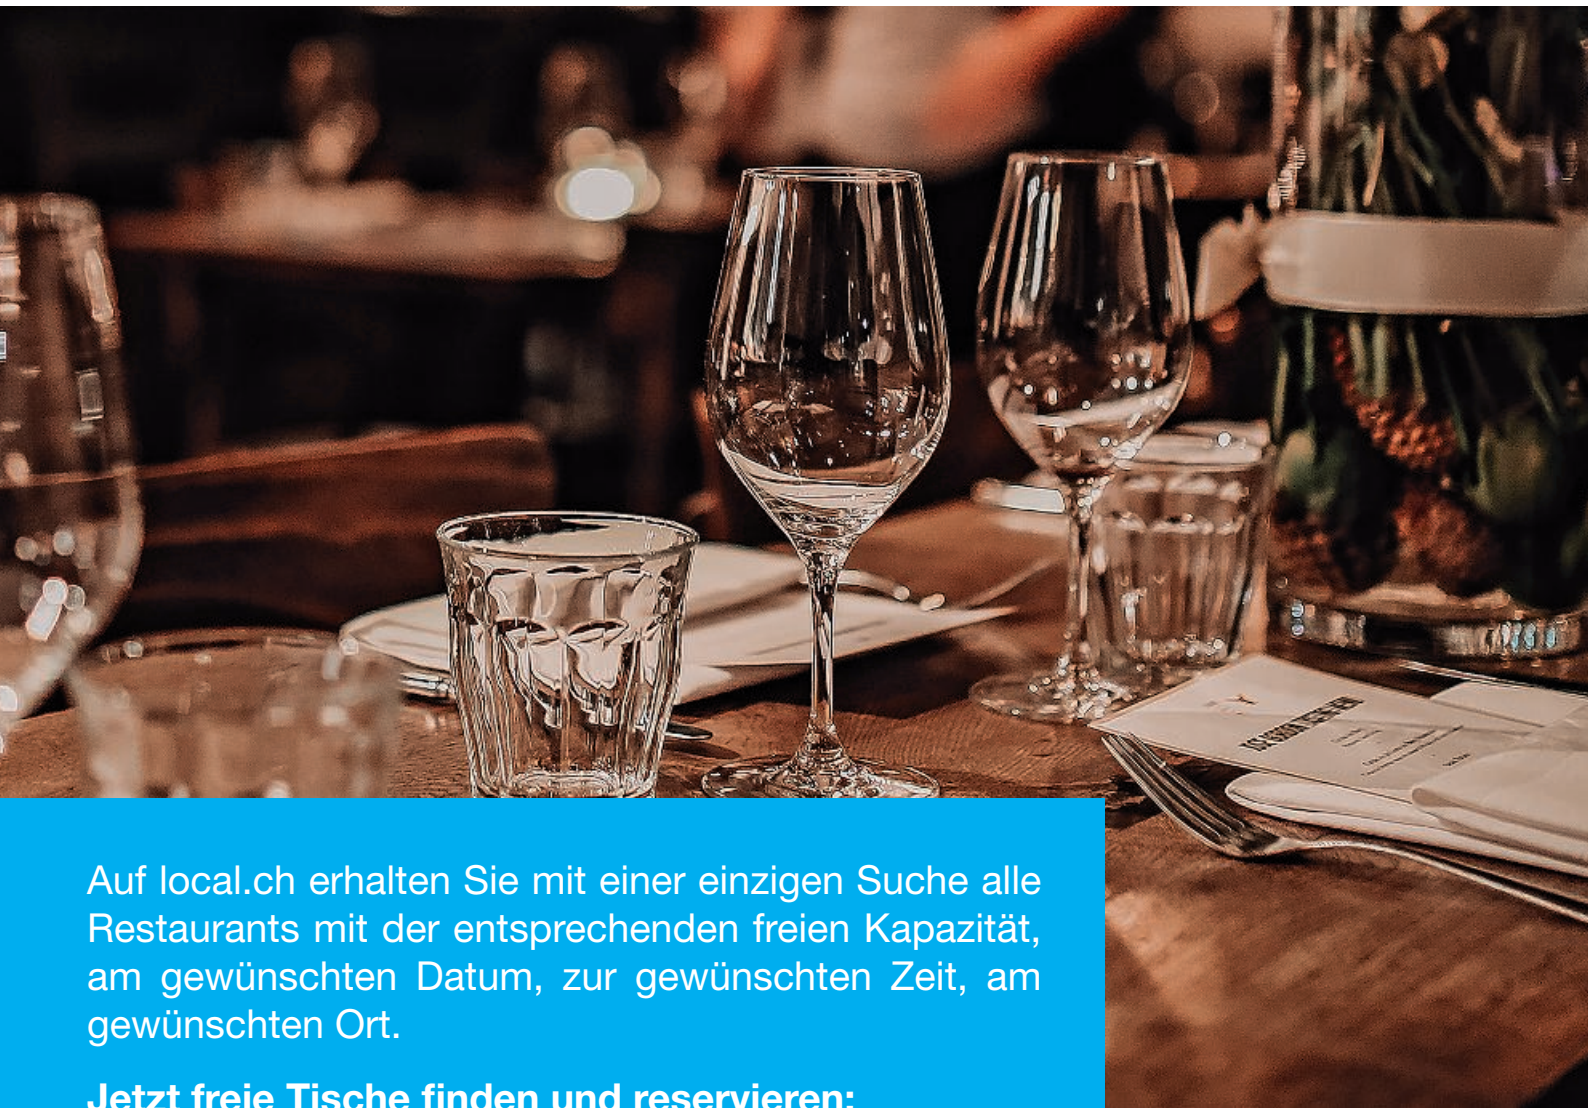 Auf local.ch erhalten Sie mit einer einzigen Suche alle
Restaurants mit der entsprechenden freien Kapazität,
am gewünschten Datum, zur gewünschten Zeit, am
gewünschten Ort.
Jetzt freie Tische finden und reservieren: